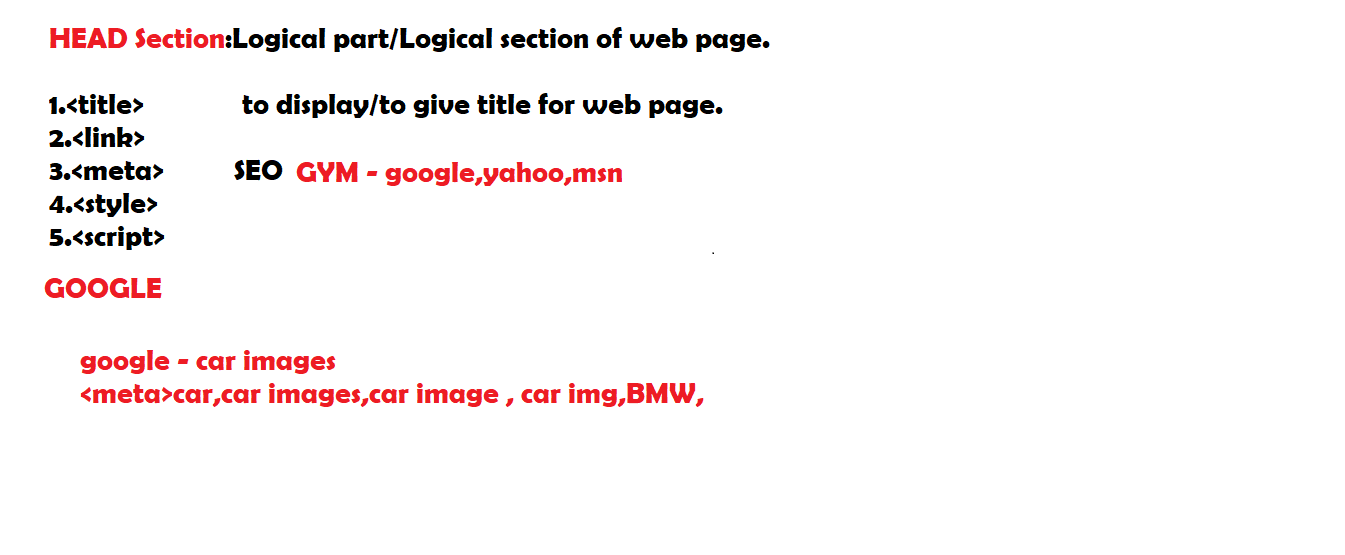 HEAD Section:Logical part/Logical section of web page.
1.<title> to display/to give title for web page.
2.<link>
3.<meta> SEO GYM - google,yahoo,msn
4.<style>
5.<script>
GOOGLE
google - car images
<meta>car,car images,car image , car img,BMW,